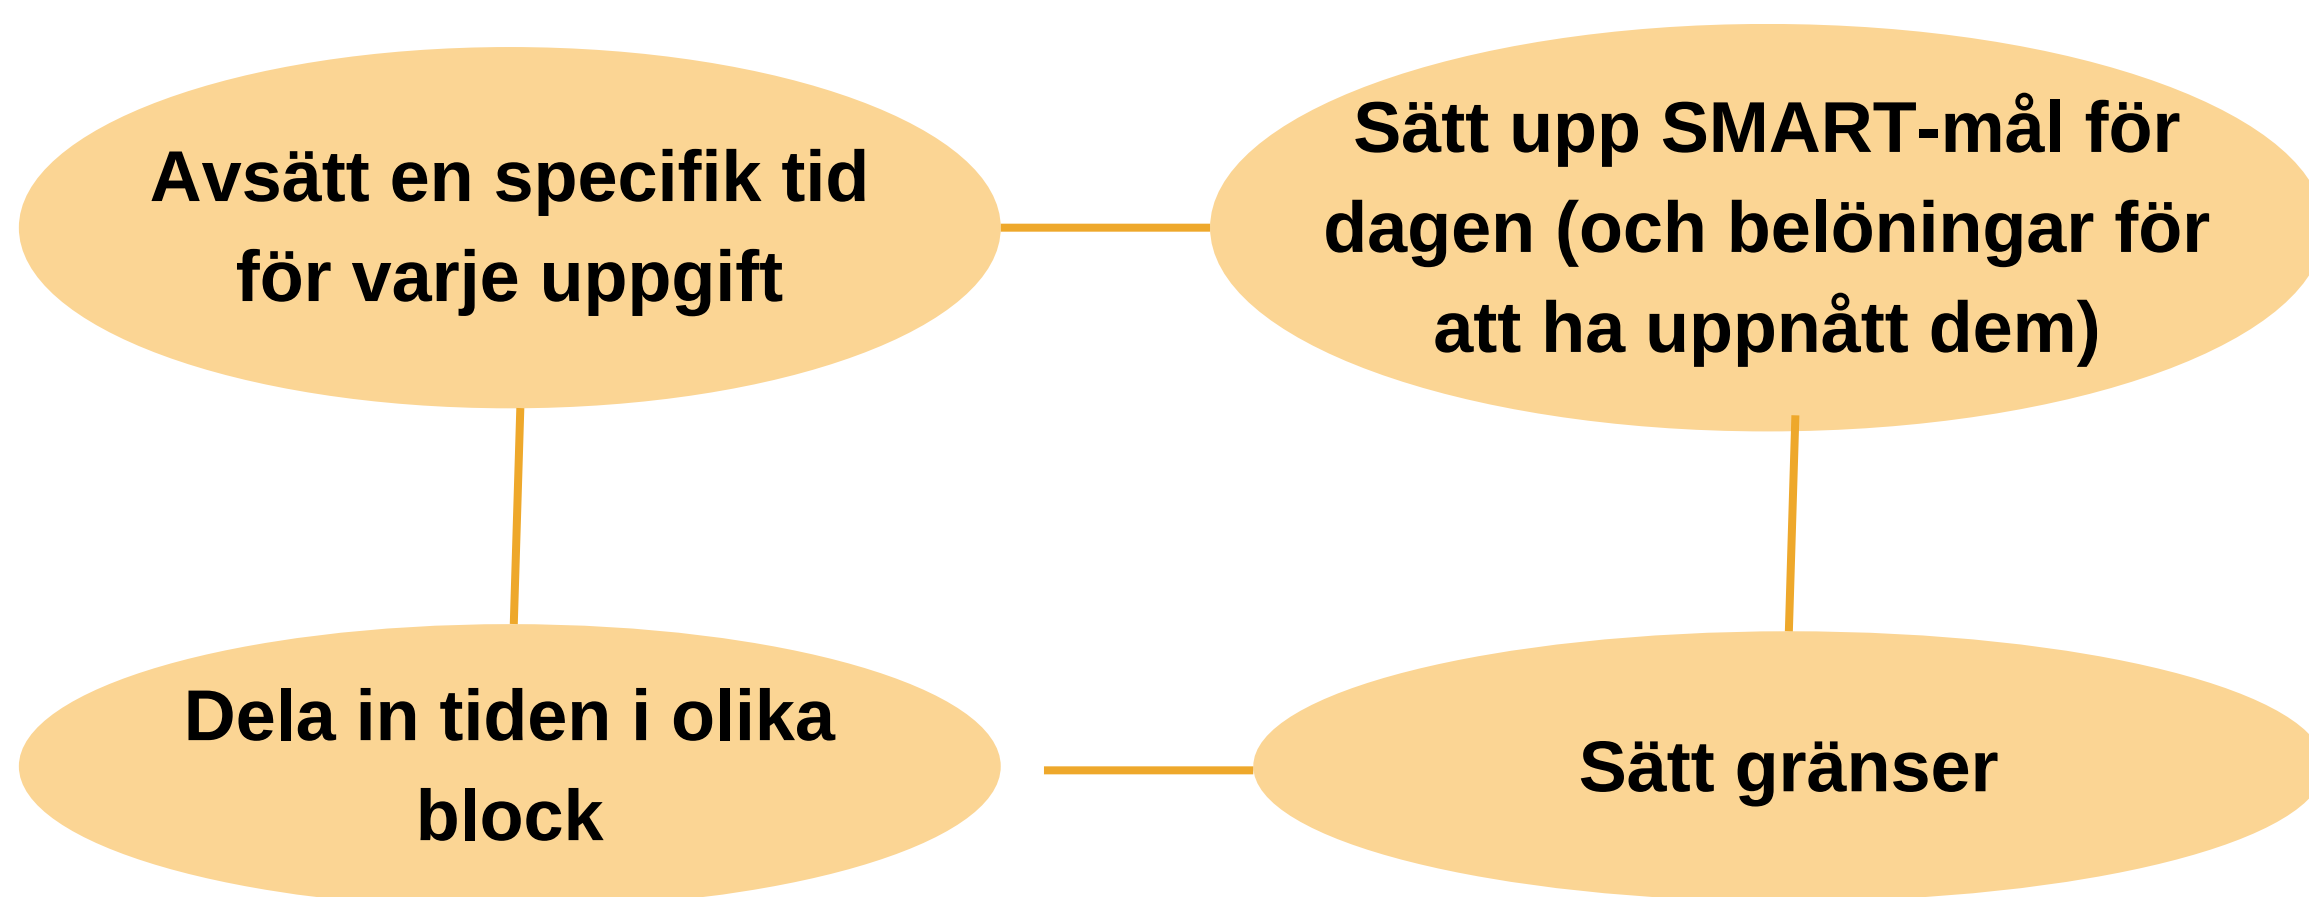 Avsätt en specifik tid
för varje uppgift
Sätt upp SMART-mål för
dagen (och belöningar för
att ha uppnått dem)
Dela in tiden i olika
block
Sätt gränser